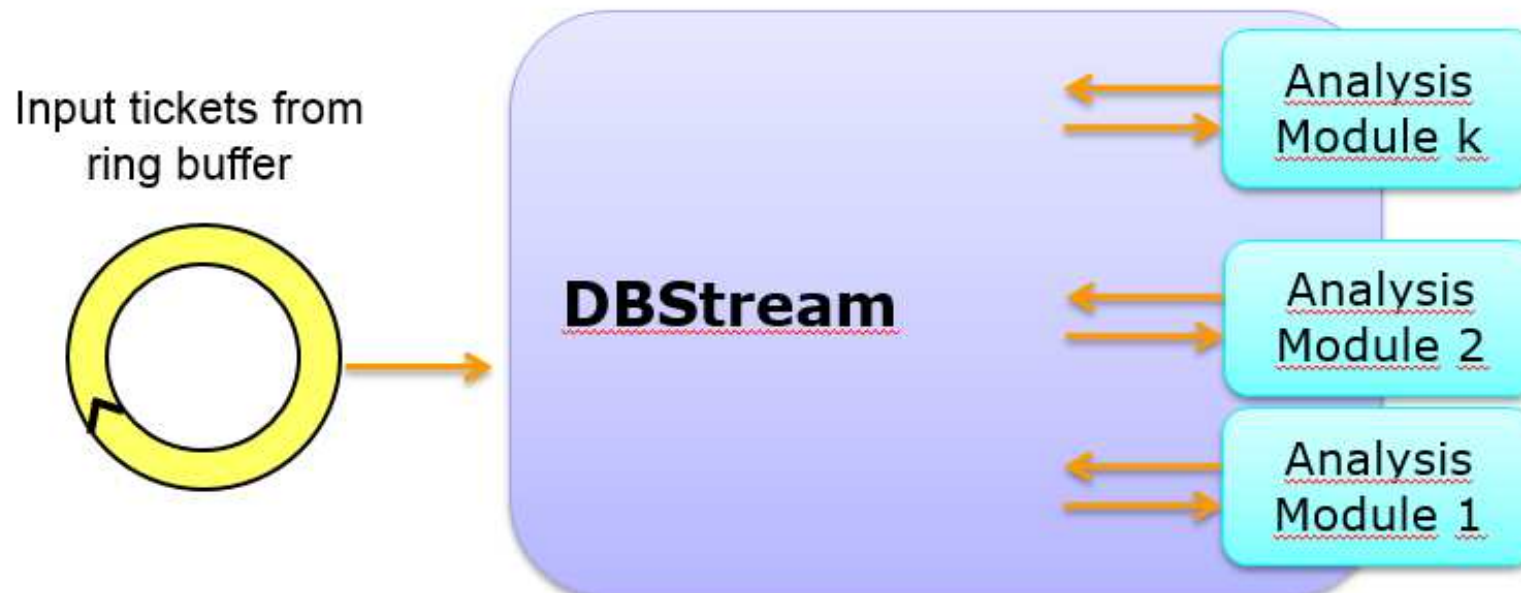 Input tickets from
ring buffer
DBStream
Analysis
Module k
Analysis
Module 2
Analysis
Module 1